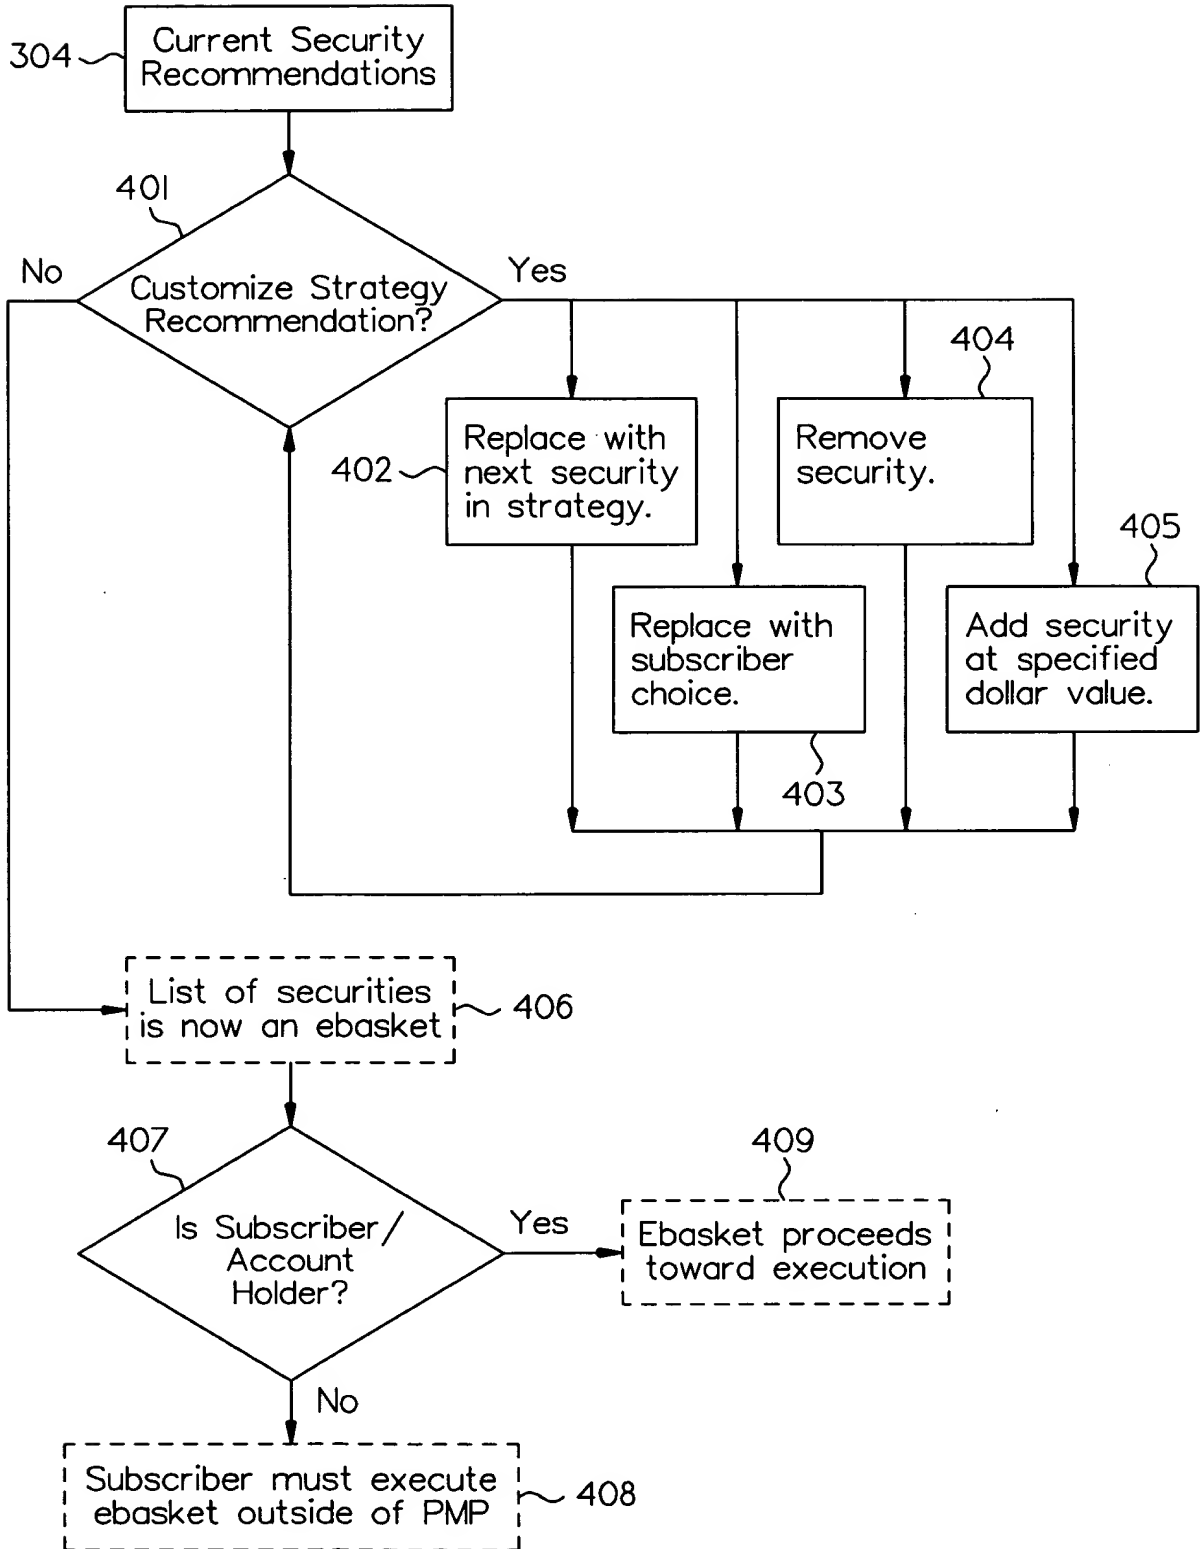 304
Current Security
Recommendations
401
No
Yes
Customize Strategy
Recommendation?
404
402
Replace with
next security
in strategy.
Remove
security.
405
Replace with
subscriber
choice.
Add security
at specified
dollar value.
403
List of securities
is now an ebasket
406
407
409
Is Subscriber/
Account
Holder?
Yes
Ebasket proceeds
toward execution
No
Subscriber must execute
ebasket outside of PMP
408